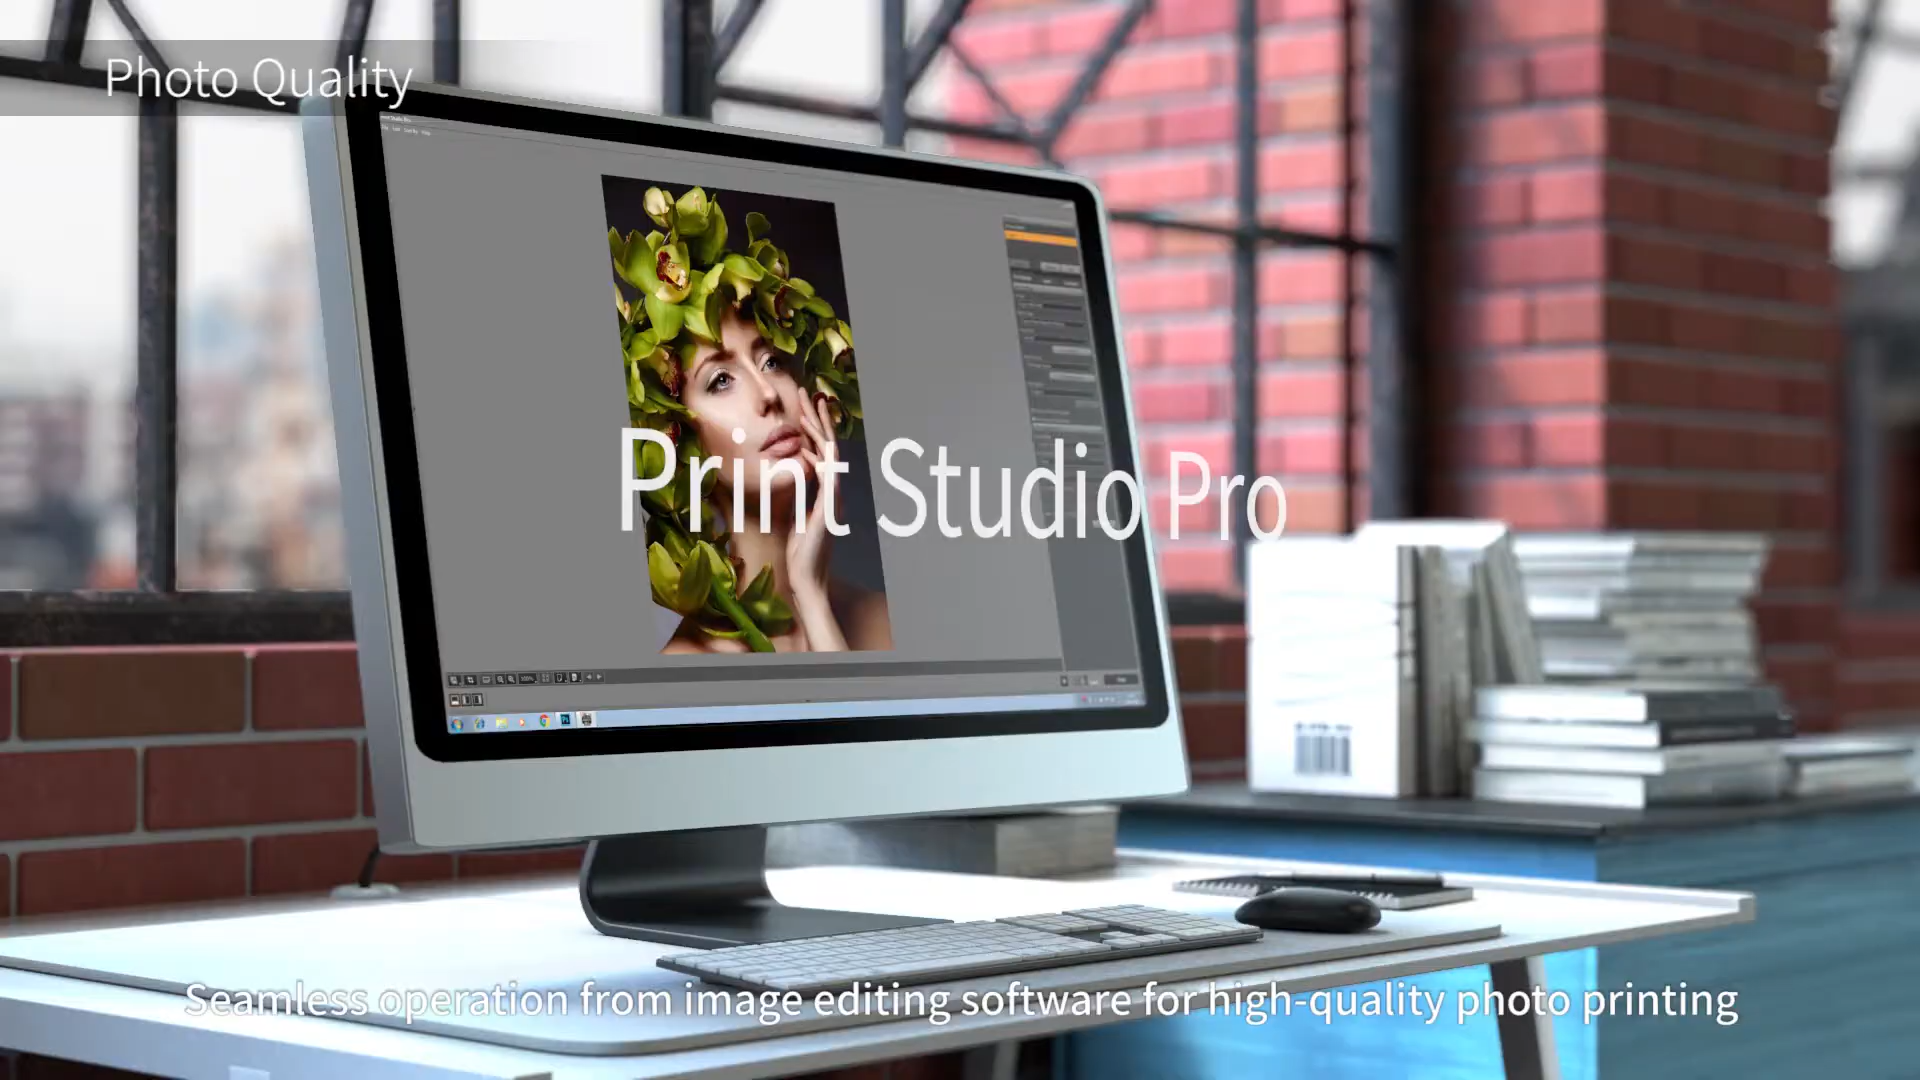 Photo Quality
Print Studio Pro
Seamless operation from image editing software for high-quality photo printing